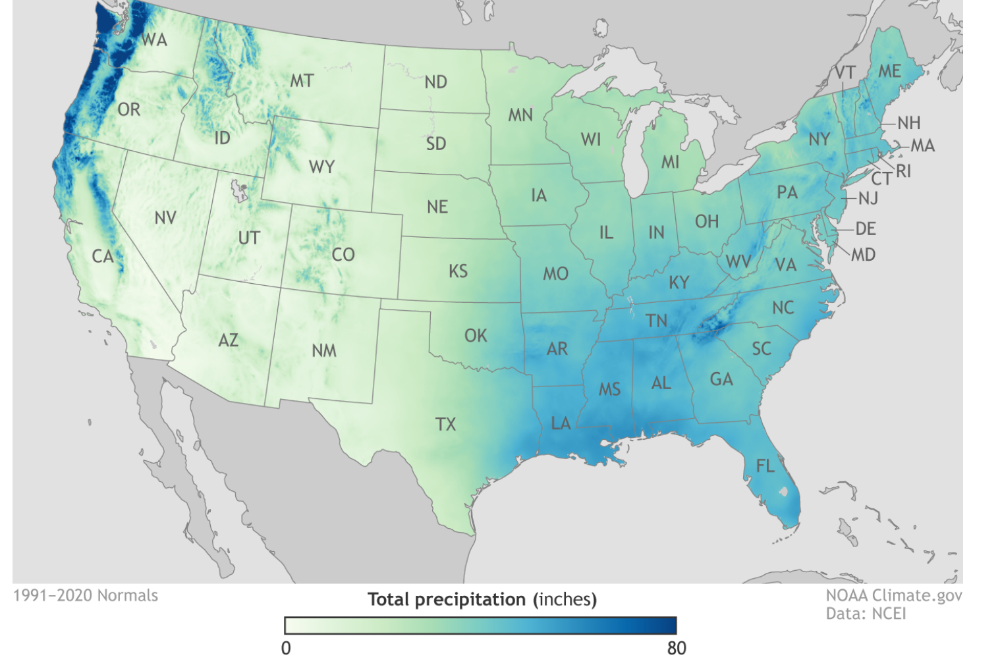 WA
MT
ND
VT
ME
OR
MN
ID
SD
WI
NY
NH
MA
WY
MI
RI
CT
NV
NE
IA
PA
NJ
UT
CO
IL
IN
OH
DE
CA
KS
MO
WV
VA
MD
KY
NC
TN
AZ
NM
OK
AR
SC
MS
AL
GA
TX
LA
FL
1991–2020 Normals
Total precipitation (inches)
NOAA Climate.gov
Data: NCEI
0
80